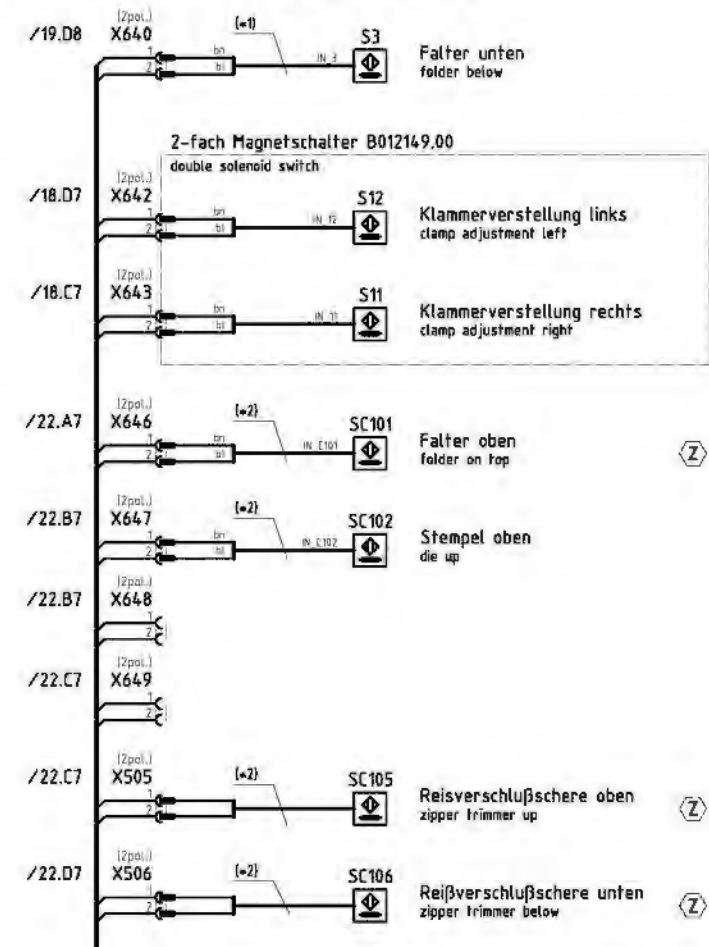 (2pol.)
/19.D8 X640 (*1) S3
1 bn IN_3 Falter unten
2 bl folder below
2-fach Magnetschalter B012149.00
double solenoid switch
(2pol.)
/18.D7 X642 S12
1 bn IN_12 Klammerverstellung links
2 bl clamp adjustment left
(2pol.)
/18.C7 X643 S11
1 bn IN_11 Klammerverstellung rechts
2 bl clamp adjustment right
(2pol.)
/22.A7 X646 (*2) SC101
1 bn IN_C101 Falter oben Z
2 bl folder on top
(2pol.)
/22.B7 X647 (*2) SC102
1 bn IN_C102 Stempel oben
2 bl die up
(2pol.)
/22.B7 X648
1
2
(2pol.)
/22.C7 X649
1
2
(2pol.)
/22.C7 X505 (*2) SC105
1 Reisverschlußschere oben Z
2 zipper trimmer up
(2pol.)
/22.D7 X506 (*2) SC106
1 Reißverschlußschere unten Z
2 zipper trimmer below